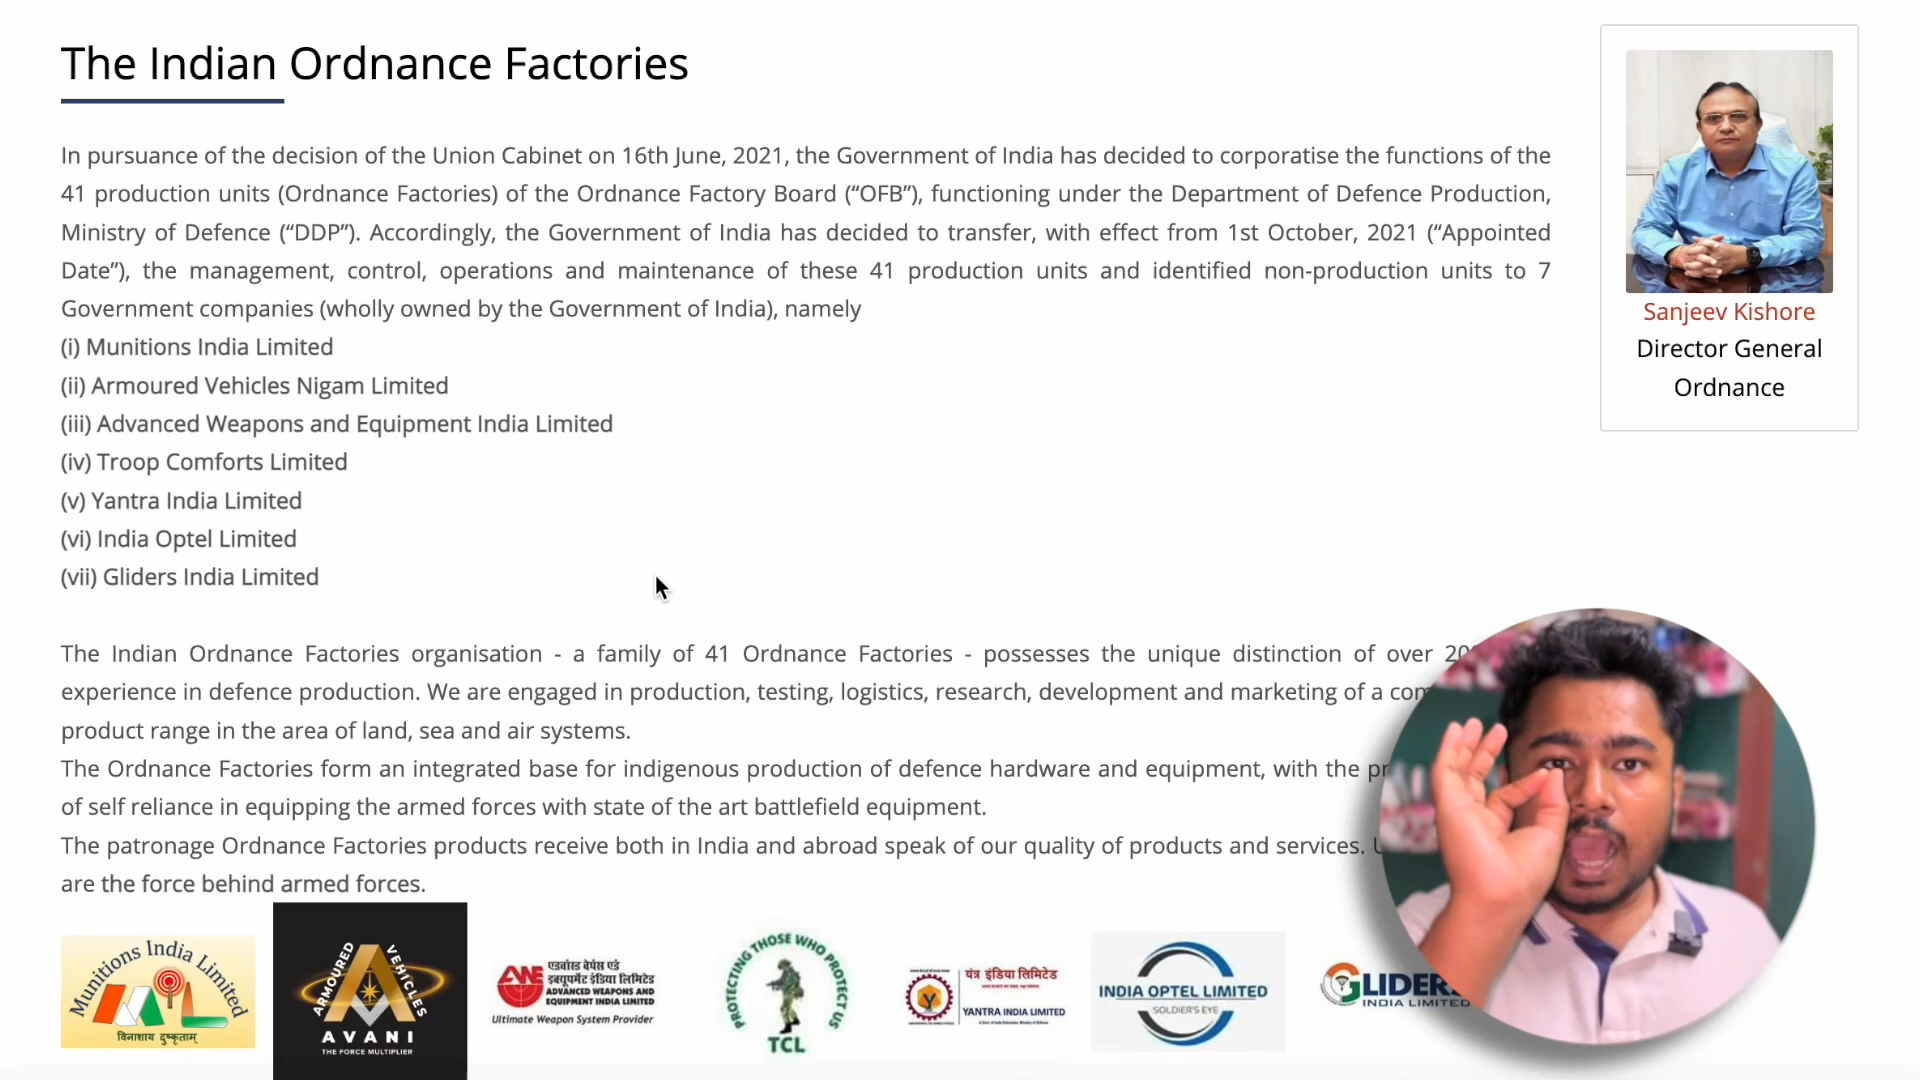 The Indian Ordnance Factories
In pursuance of the decision of the Union Cabinet on 16th June, 2021, the Government of India has decided to corporatise the functions of the
41 production units (Ordnance Factories) of the Ordnance Factory Board (“OFB”), functioning under the Department of Defence Production,
Ministry of Defence (“DDP”). Accordingly, the Government of India has decided to transfer, with effect from 1st October, 2021 (“Appointed
Date”), the management, control, operations and maintenance of these 41 production units and identified non-production units to 7
Government companies (wholly owned by the Government of India), namely
(i) Munitions India Limited
(ii) Armoured Vehicles Nigam Limited
(iii) Advanced Weapons and Equipment India Limited
(iv) Troop Comforts Limited
(v) Yantra India Limited
(vi) India Optel Limited
(vii) Gliders India Limited
The Indian Ordnance Factories organisation - a family of 41 Ordnance Factories - possesses the unique distinction of over
experience in defence production. We are engaged in production, testing, logistics, research, development and marketing of a
product range in the area of land, sea and air systems.
The Ordnance Factories form an integrated base for indigenous production of defence hardware and equipment, with the
of self reliance in equipping the armed forces with state of the art battlefield equipment.
The patronage Ordnance Factories products receive both in India and abroad speak of our quality of products and services.
are the force behind armed forces.
Sanjeev Kishore
Director General
Ordnance
Munitions India Limited
विनाशाय दुष्कृताम्
ARMOURED VEHICLES
AVANI
THE FORCE MULTIPLIER
एडवांस्ड वेपंस एंड
इक्यूपमेंट इंडिया लिमिटेड
ADVANCED WEAPONS AND
EQUIPMENT INDIA LIMITED
Ultimate Weapon System Provider
PROTECTING THOSE WHO PROTECT US
TCL
यंत्र इंडिया लिमिटेड
YANTRA INDIA LIMITED
INDIA OPTEL LIMITED
SOLDIER'S EYE
GLIDERS
INDIA LIMITED